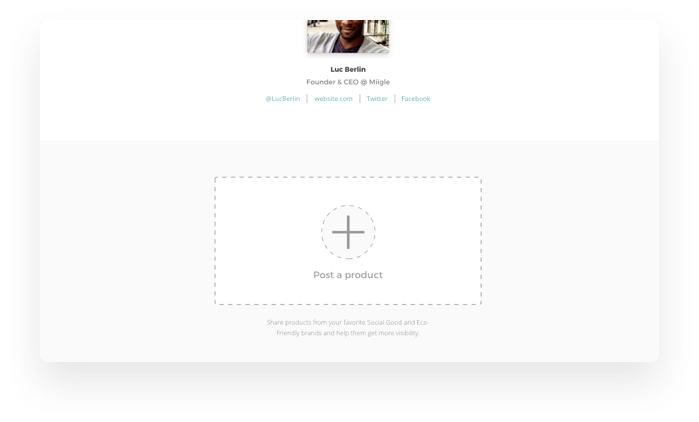 Luc Berlin
Founder & CEO @ Miigle
@LucBerlin | website.com | Twitter | Facebook
Post a product
Share products from your favorite Social Good and Eco-
Friendly brands and help them get more visibility.